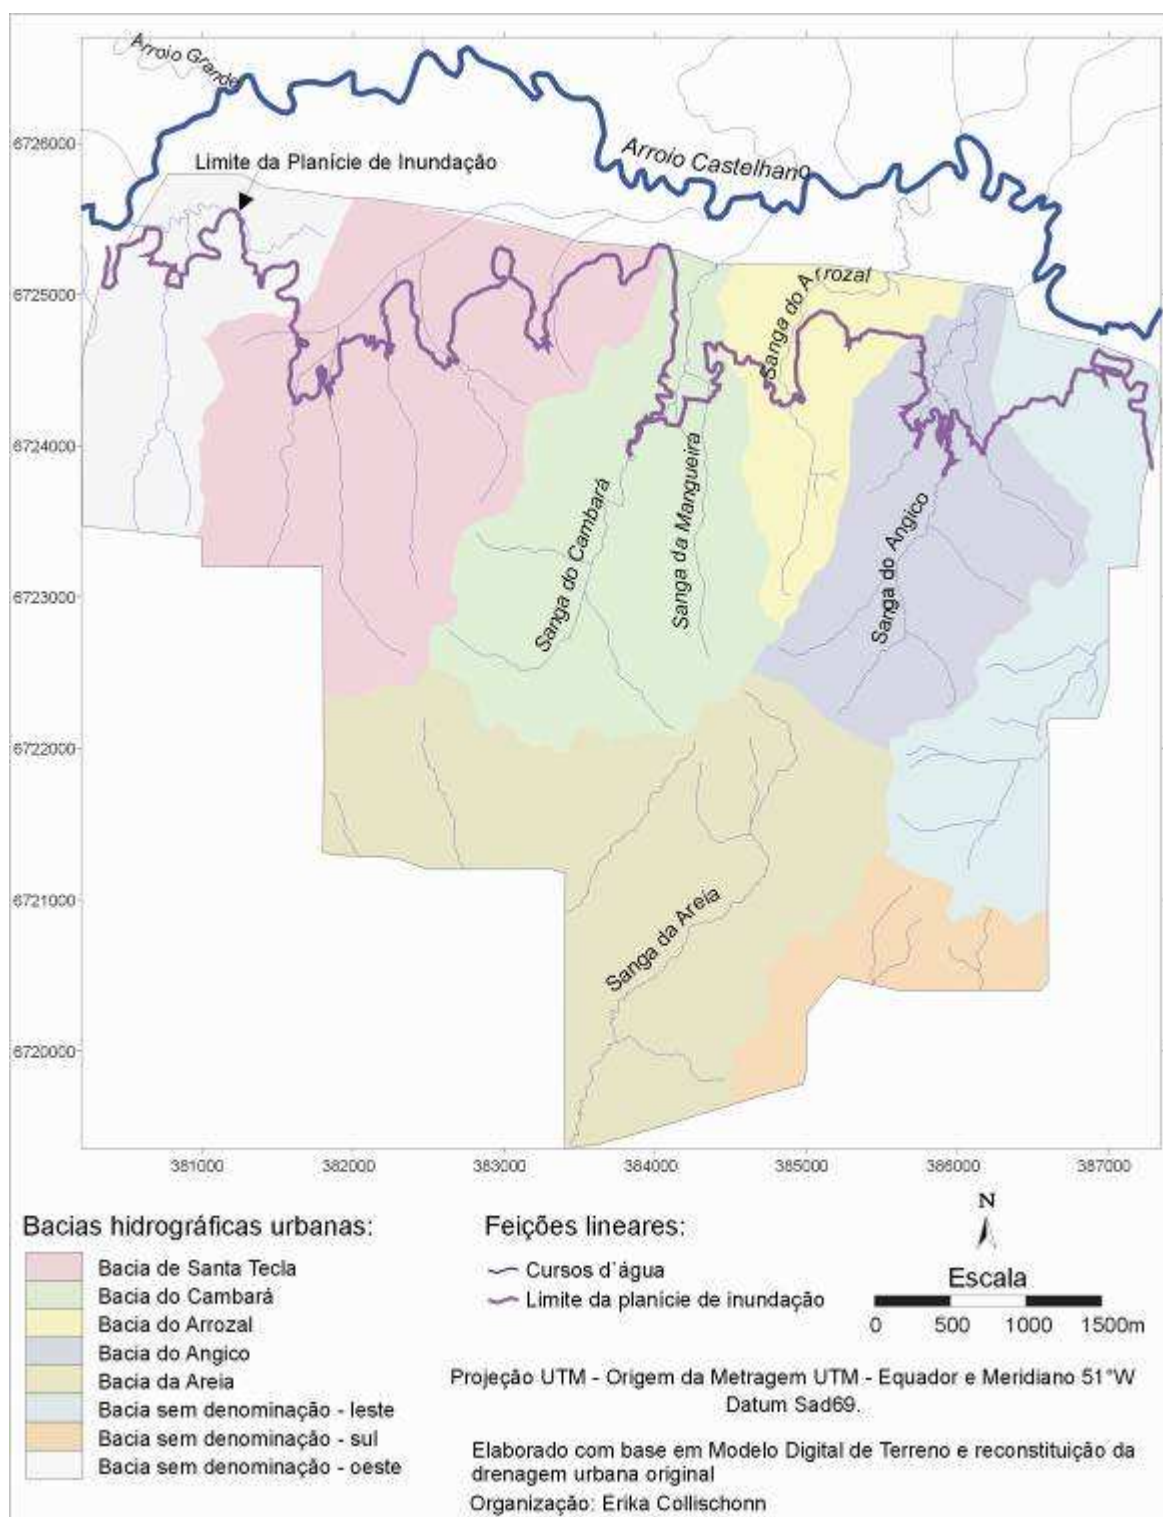 Arroio Grande
6726000
Limite da Planície de Inundação
Arroio Castelhano
6725000
Sanga do Arrozal
6724000
Sanga do Cambará
Sanga da Mangueira
Sanga do Angico
6723000
6722000
6721000
Sanga da Areia
6720000
381000 382000 383000 384000 385000 386000 387000
Bacias hidrográficas urbanas:
Bacia de Santa Tecla
Bacia do Cambará
Bacia do Arrozal
Bacia do Angico
Bacia da Areia
Bacia sem denominação - leste
Bacia sem denominação - sul
Bacia sem denominação - oeste
Feições lineares:
Cursos d´água
Limite da planície de inundação
N
Escala
0 500 1000 1500m
Projeção UTM - Origem da Metragem UTM - Equador e Meridiano 51°W
Datum Sad69.
Elaborado com base em Modelo Digital de Terreno e reconstituição da
drenagem urbana original
Organização: Erika Collischonn